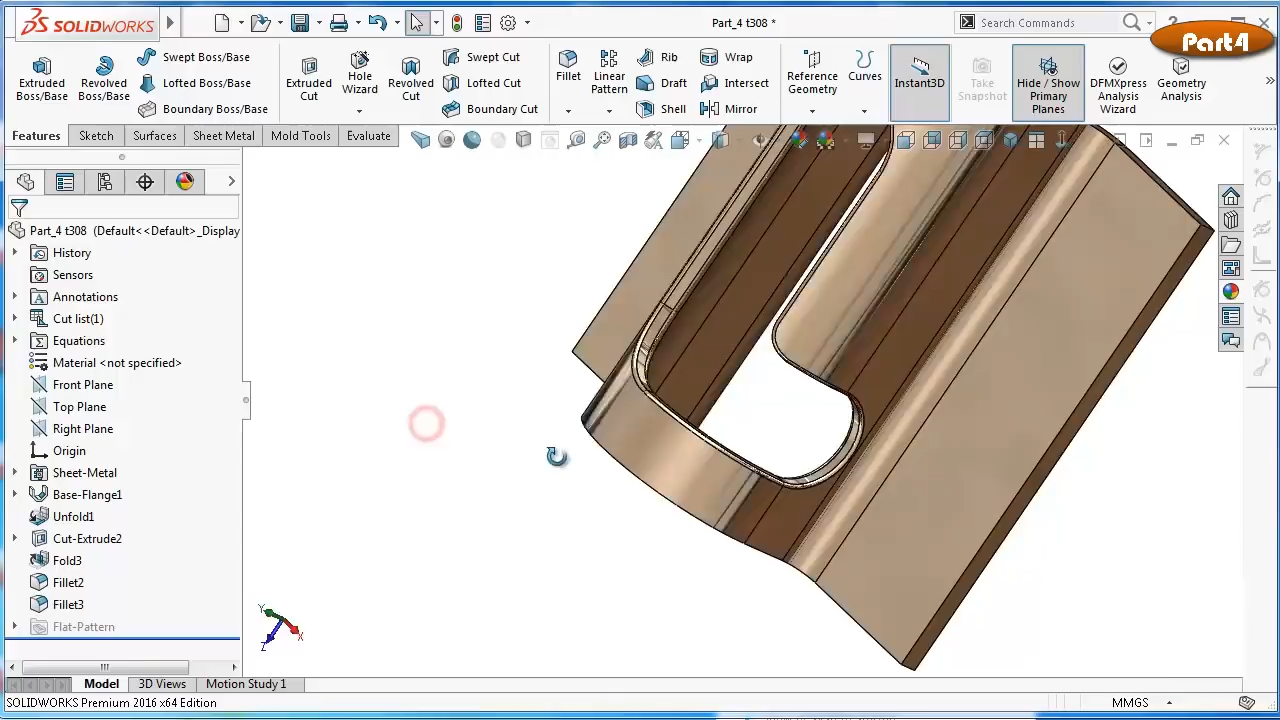 SOLIDWORKS
Part_4 t308 *
Search Commands
?
Part4
Extruded Boss/Base
Revolved Boss/Base
Swept Boss/Base
Lofted Boss/Base
Boundary Boss/Base
Extruded Cut
Hole Wizard
Revolved Cut
Swept Cut
Lofted Cut
Boundary Cut
Fillet
Linear Pattern
Rib
Draft
Shell
Wrap
Intersect
Mirror
Reference Geometry
Curves
Instant3D
Take Snapshot
Hide / Show Primary Planes
DFMXpress Analysis Wizard
Geometry Analysis
Features
Sketch
Surfaces
Sheet Metal
Mold Tools
Evaluate
Part_4 t308 (Default<<Default>_Display
History
Sensors
Annotations
Cut list(1)
Equations
Material <not specified>
Front Plane
Top Plane
Right Plane
Origin
Sheet-Metal
Base-Flange1
Unfold1
Cut-Extrude2
Fold3
Fillet2
Fillet3
Flat-Pattern
Y
X
Z
Model
3D Views
Motion Study 1
SOLIDWORKS Premium 2016 x64 Edition
MMGS